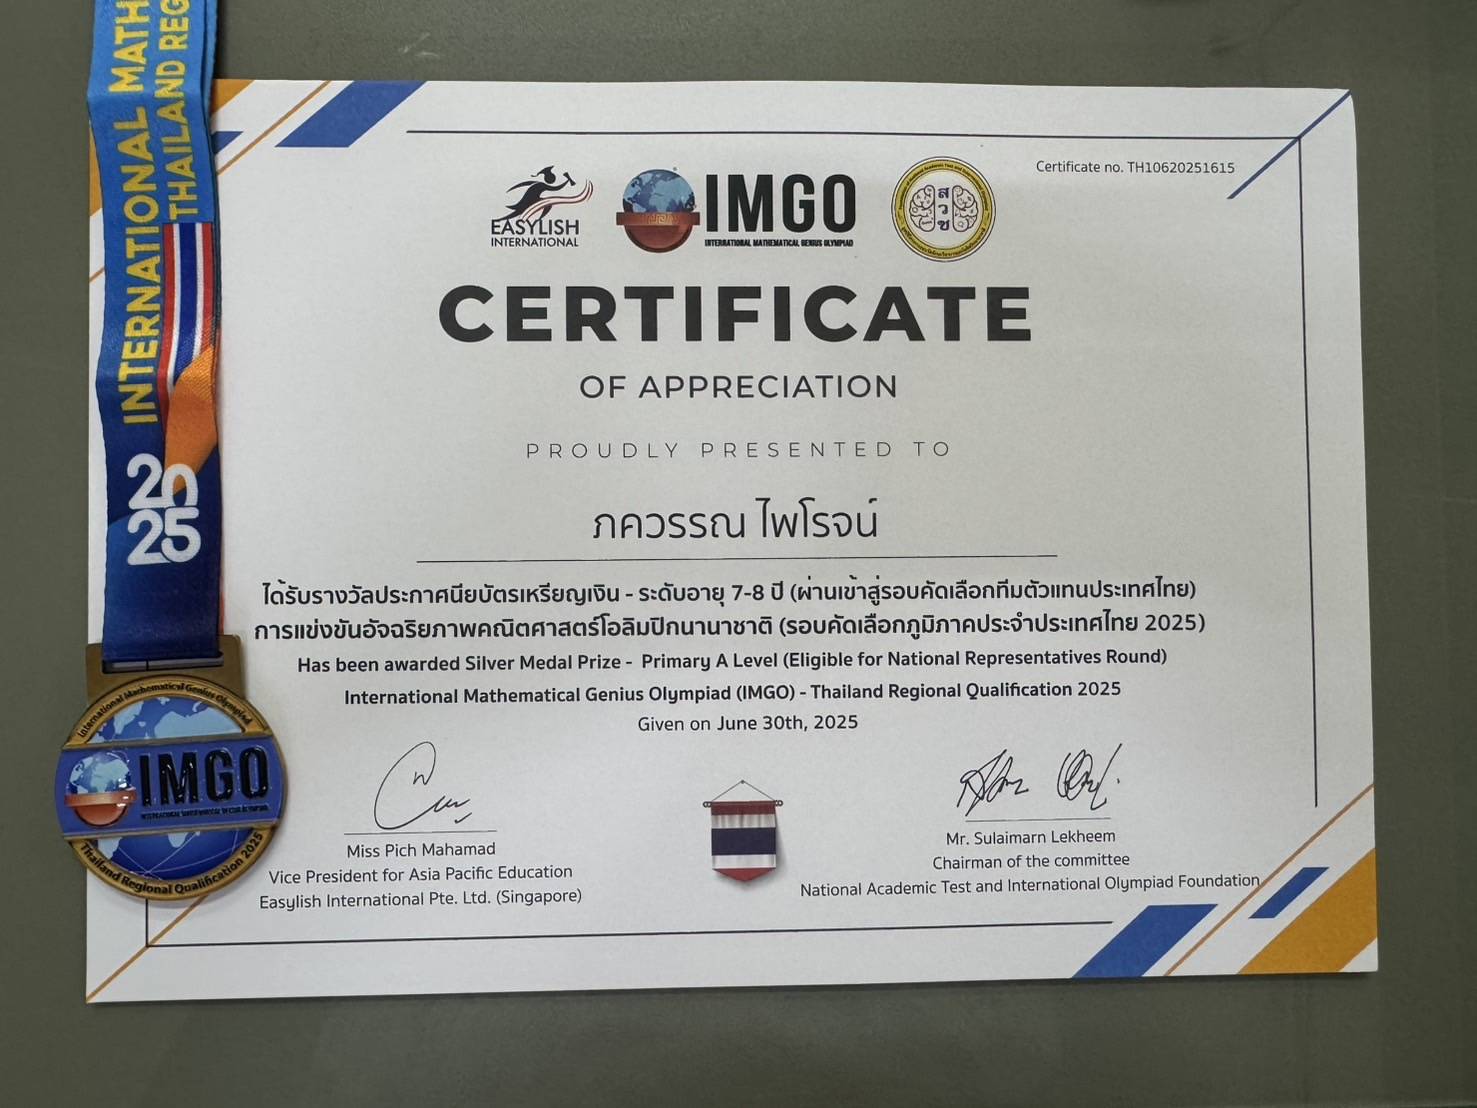 INTERNATIONAL MATH
THAILAND REG
2025
Certificate no. TH10620251615
EASYLISH
INTERNATIONAL
IMGO
INTERNATIONAL MATHEMATICAL GENIUS OLYMPIAD
สวช
CERTIFICATE
OF APPRECIATION
PROUDLY PRESENTED TO
ภควรรณ ไพโรจน์
ได้รับรางวัลประกาศนียบัตรเหรียญเงิน - ระดับอายุ 7-8 ปี (ผ่านเข้าสู่รอบคัดเลือกทีมตัวแทนประเทศไทย)
การแข่งขันอัจฉริยภาพคณิตศาสตร์โอลิมปิกนานาชาติ (รอบคัดเลือกภูมิภาคประจำประเทศไทย 2025)
Has been awarded Silver Medal Prize - Primary A Level (Eligible for National Representatives Round)
International Mathematical Genius Olympiad (IMGO) - Thailand Regional Qualification 2025
Given on June 30th, 2025
Miss Pich Mahamad
Vice President for Asia Pacific Education
Easylish International Pte. Ltd. (Singapore)
Mr. Sulaimarn Lekheem
Chairman of the committee
National Academic Test and International Olympiad Foundation
International Mathematical Genius Olympiad
IMGO
INTERNATIONAL MATHEMATICAL GENIUS OLYMPIAD
Thailand Regional Qualification 2025